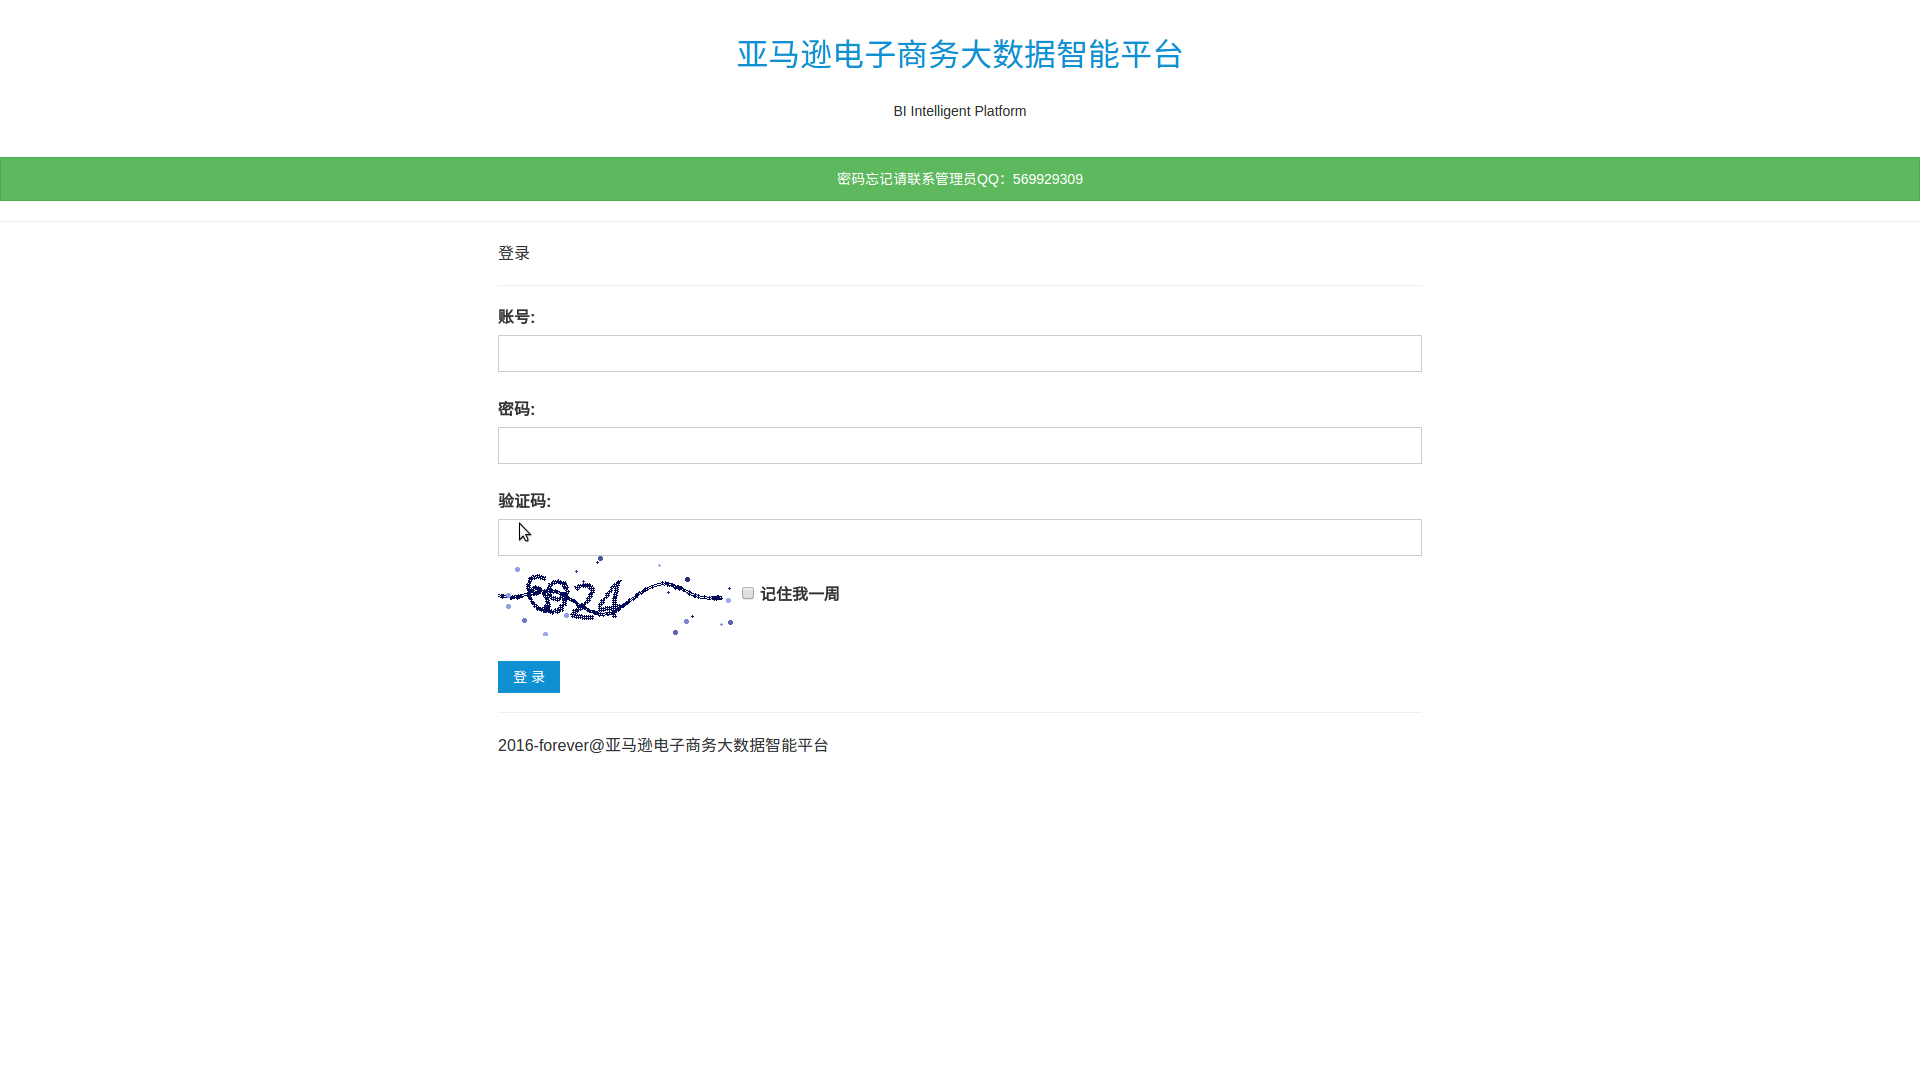 亚马逊电子商务大数据智能平台
BI Intelligent Platform
密码忘记请联系管理员QQ：569929309
登录
账号:
密码:
验证码:
记住我一周
登 录
2016-forever@亚马逊电子商务大数据智能平台